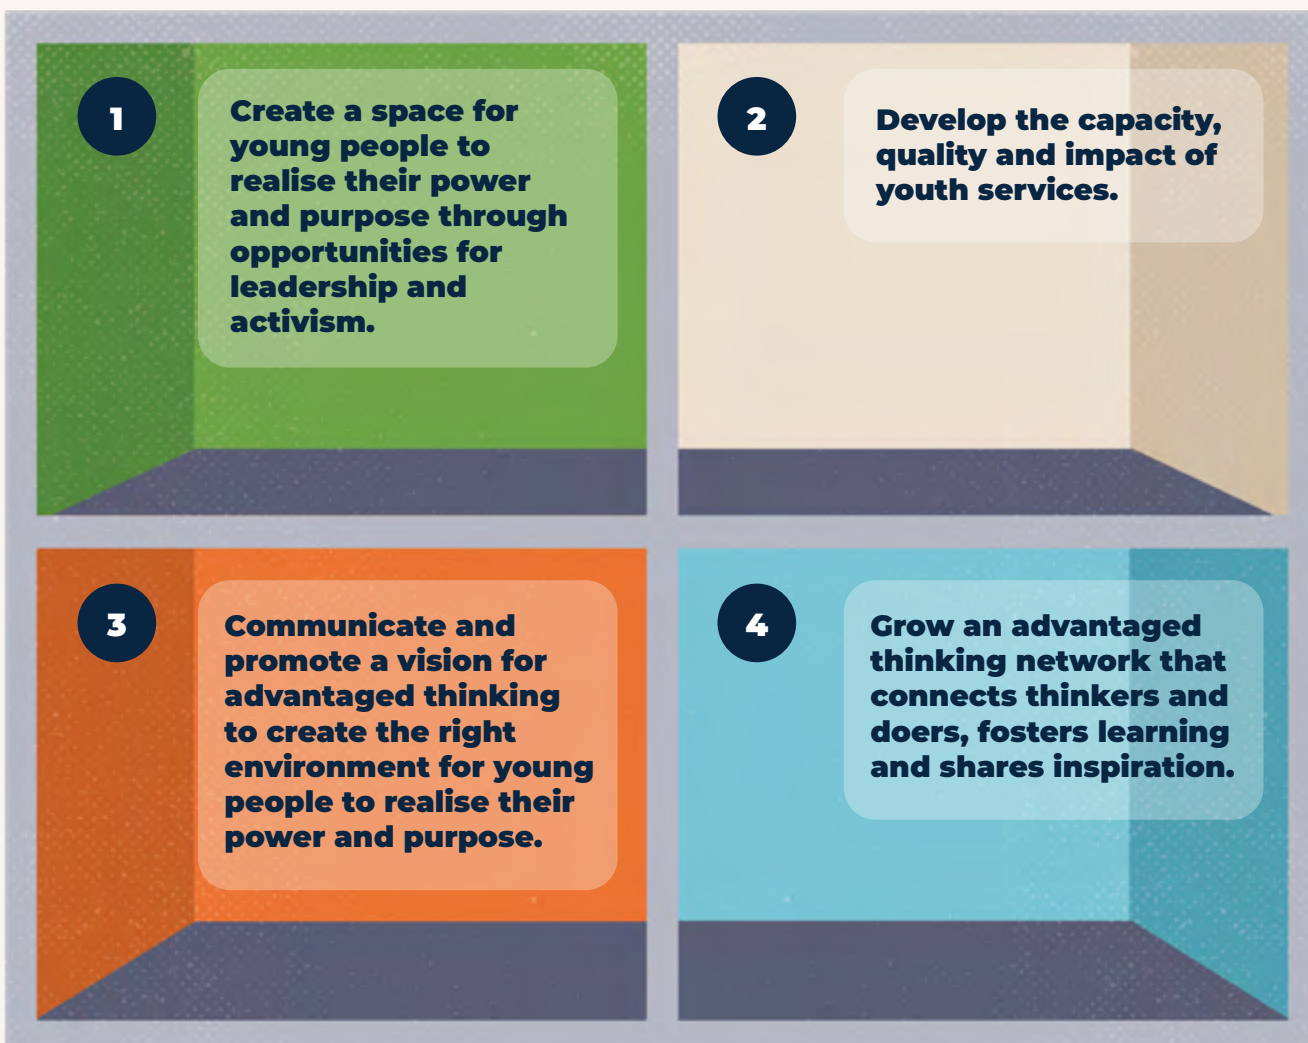 1
Create a space for
young people to
realise their power
and purpose through
opportunities for
leadership and
activism.
2
Develop the capacity,
quality and impact of
youth services.
3
Communicate and
promote a vision for
advantaged thinking
to create the right
environment for young
people to realise their
power and purpose.
4
Grow an advantaged
thinking network that
connects thinkers and
doers, fosters learning
and shares inspiration.